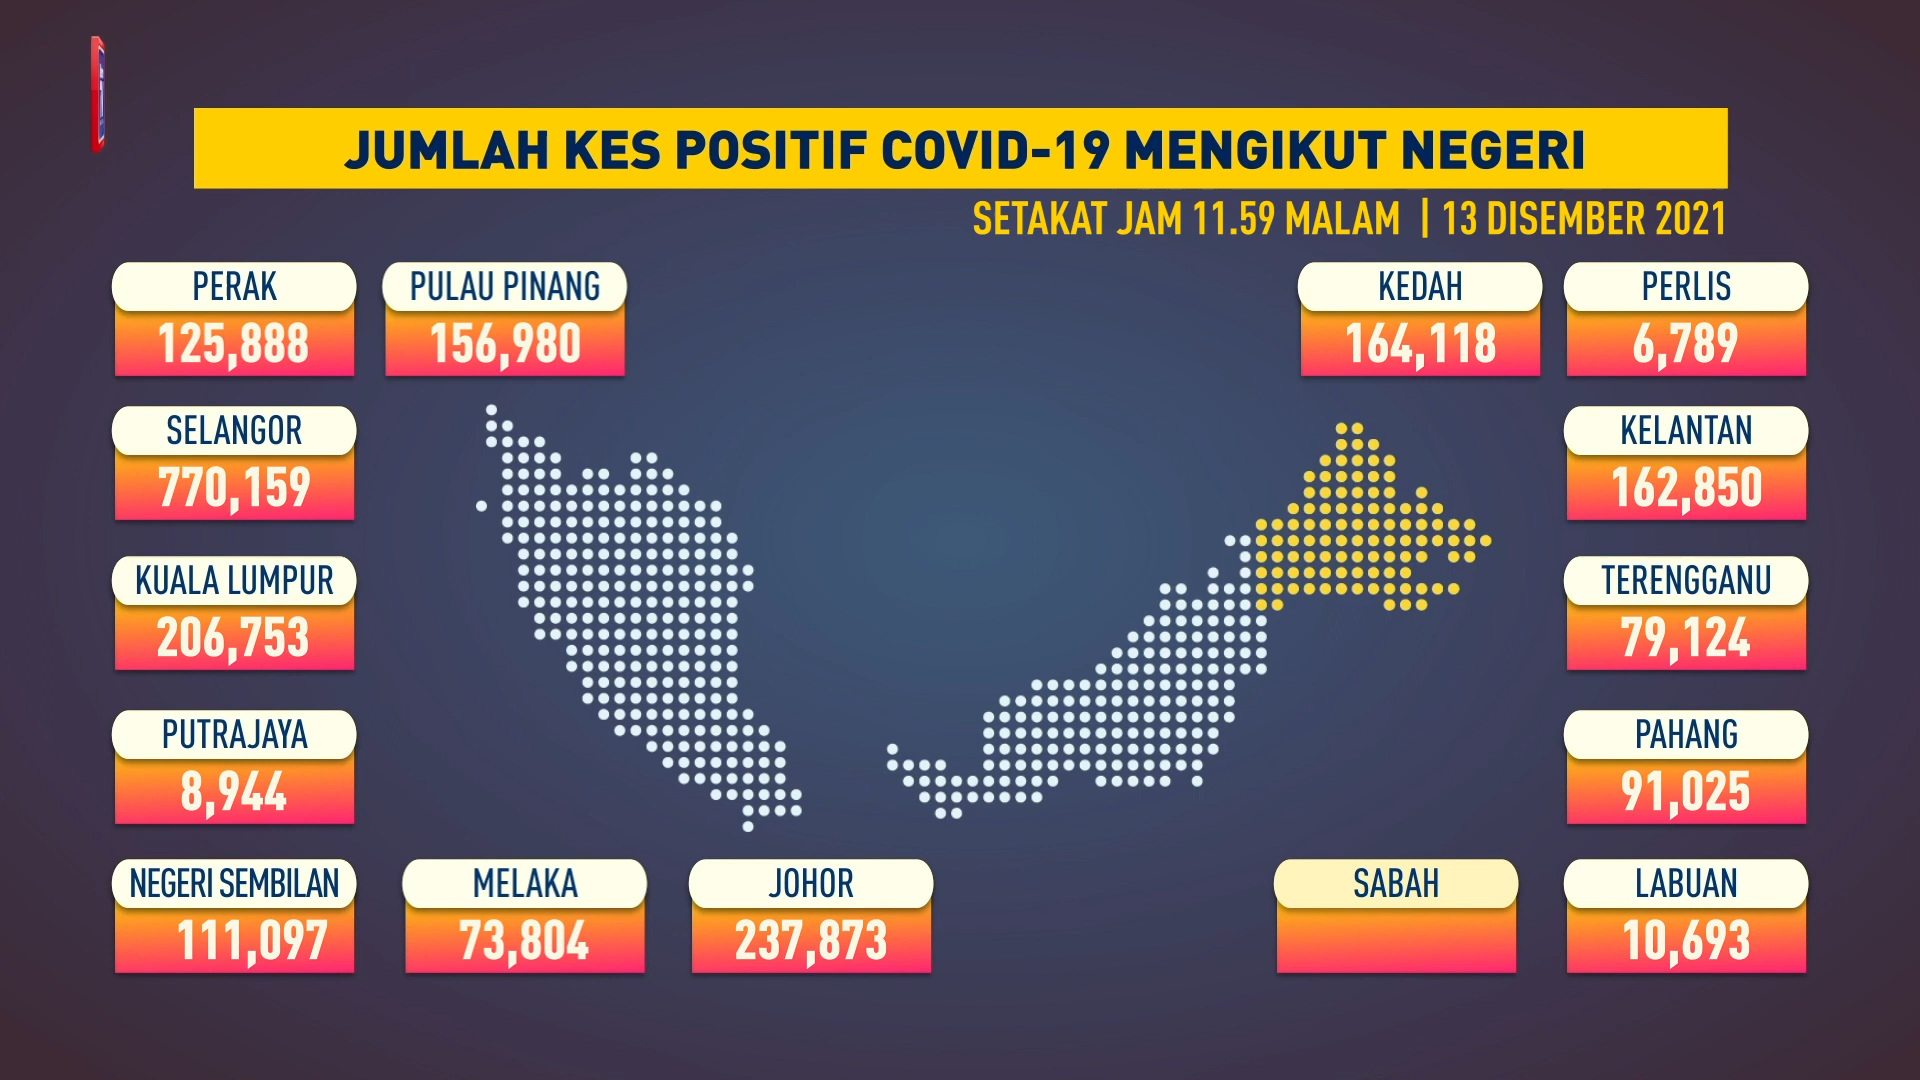 JUMLAH KES POSITIF COVID-19 MENGIKUT NEGERI
SETAKAT JAM 11.59 MALAM | 13 DISEMBER 2021
PERAK
125,888
PULAU PINANG
156,980
KEDAH
164,118
PERLIS
6,789
SELANGOR
770,159
KELANTAN
162,850
KUALA LUMPUR
206,753
TERENGGANU
79,124
PUTRAJAYA
8,944
PAHANG
91,025
NEGERI SEMBILAN
111,097
MELAKA
73,804
JOHOR
237,873
SABAH
LABUAN
10,693